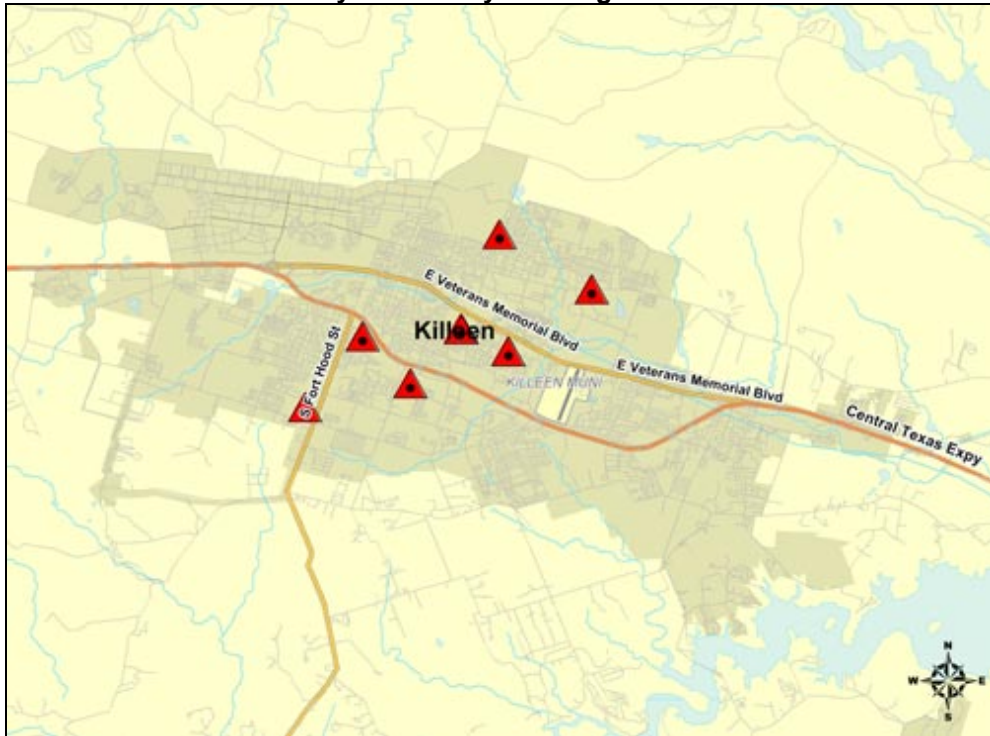 E Veterans Memorial Blvd
Killeen
S Fort Hood St
KILLEEN MUNI
E Veterans Memorial Blvd
Central Texas Expy
N
W E
S